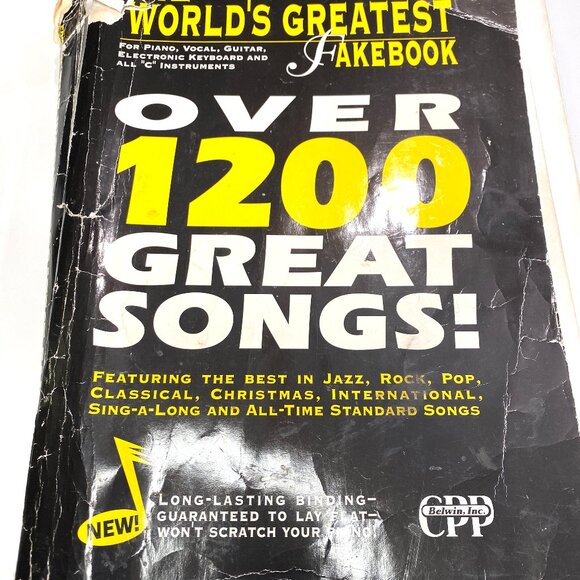 WORLD'S GREATEST
FAKEBOOK
FOR PIANO, VOCAL, GUITAR,
ELECTRONIC KEYBOARD AND
ALL "C" INSTRUMENTS
OVER
1200
GREAT
SONGS!
FEATURING THE BEST IN JAZZ, ROCK, POP,
CLASSICAL, CHRISTMAS, INTERNATIONAL,
SING-A-LONG AND ALL-TIME STANDARD SONGS
NEW!
LONG-LASTING BINDING—
GUARANTEED TO LAY FLAT—
WON'T SCRATCH YOUR PIANO!
CPP
Belwin, Inc.